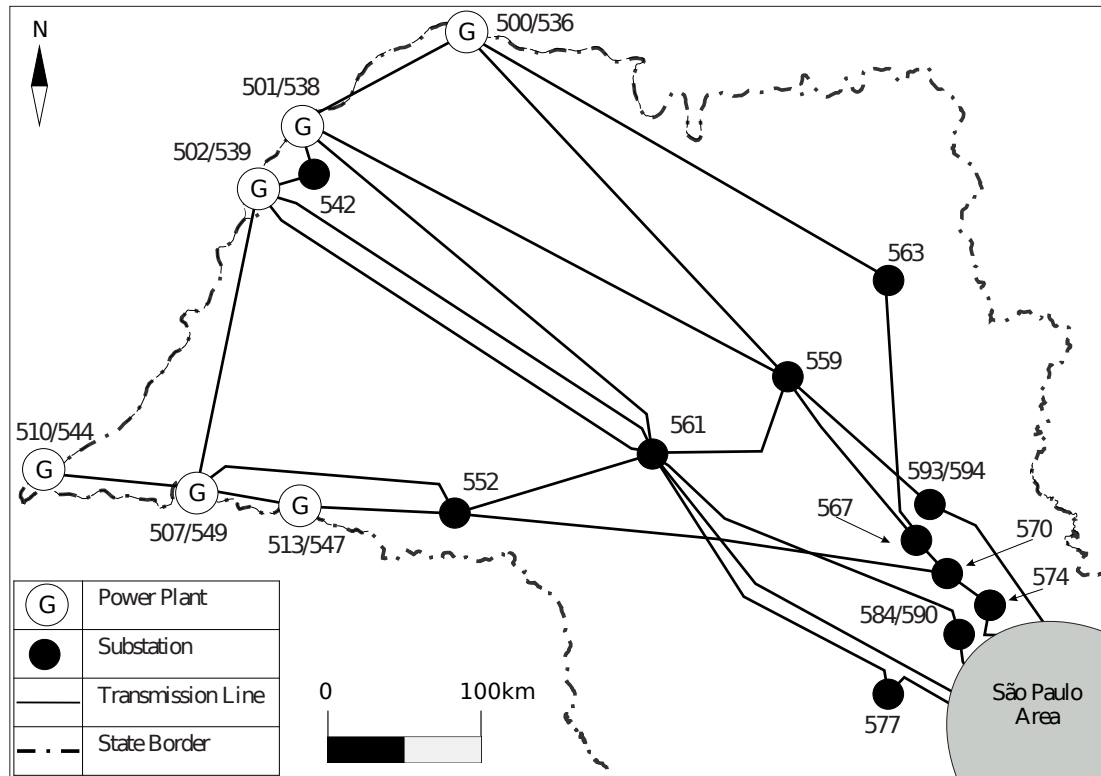 N
G
500/536
501/538
G
502/539
G
542
563
559
510/544
G
561
593/594
G
552
567
570
507/549
G
513/547
574
584/590
G
Power Plant
Substation
Transmission Line
State Border
0
100km
577
São Paulo
Area